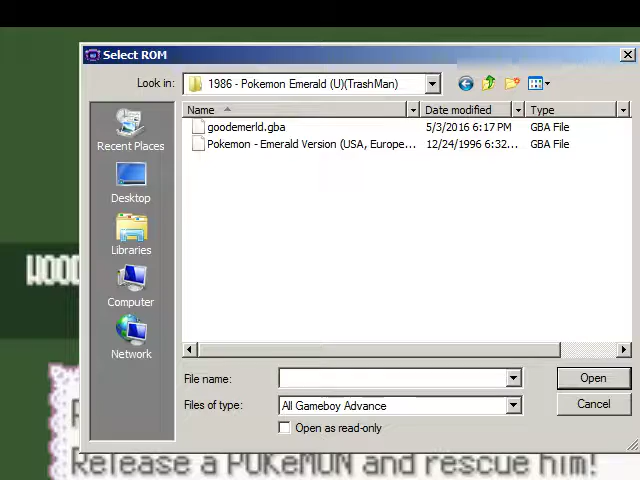 Select ROM
Look in: 1986 - Pokemon Emerald (U)(TrashMan)
Name Date modified Type
goodemerld.gba 5/3/2016 6:17 PM GBA File
Pokemon - Emerald Version (USA, Europe... 12/24/1996 6:32... GBA File
Recent Places
Desktop
Libraries
Computer
Network
File name: Open
Files of type: All Gameboy Advance Cancel
Open as read-only
Release a POKéMON and rescue him!